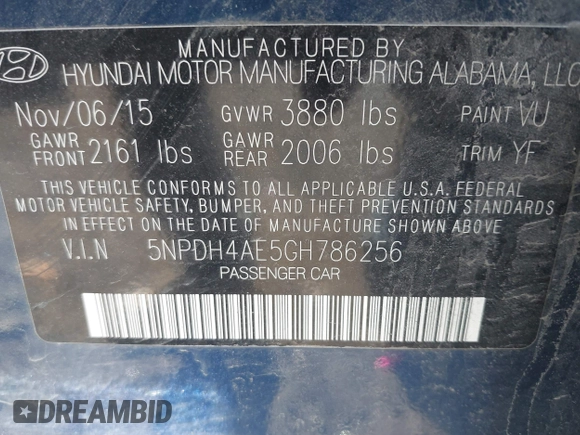 MANUFACTURED BY
HYUNDAI MOTOR MANUFACTURING ALABAMA, LLC
Nov/06/15 GVWR 3880 lbs PAINT VU
GAWR FRONT 2161 lbs GAWR REAR 2006 lbs TRIM YF
THIS VEHICLE CONFORMS TO ALL APPLICABLE U.S.A. FEDERAL
MOTOR VEHICLE SAFETY, BUMPER, AND THEFT PREVENTION STANDARDS
IN EFFECT ON THE DATE OF MANUFACTURE SHOWN ABOVE.
V.I.N 5NPDH4AE5GH786256
PASSENGER CAR
DREAMBID